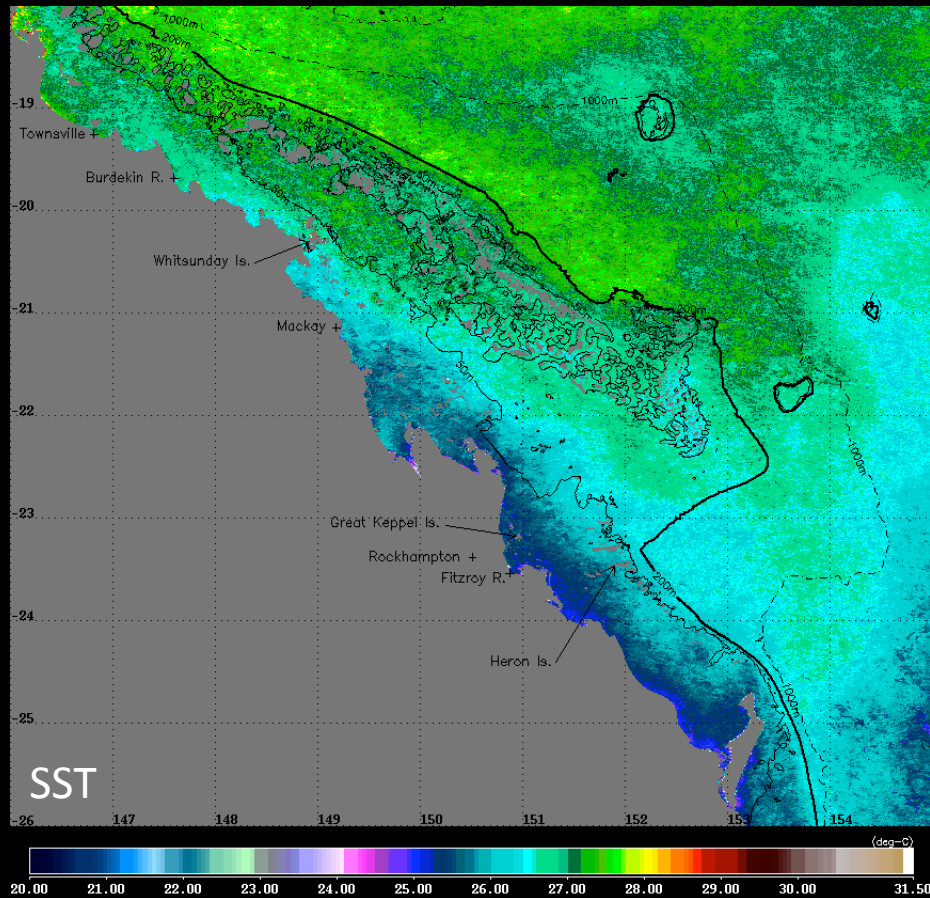 1000m
200m
-19
1000m
Townsville
60m
Burdekin R.
-20
Whitsunday Is.
-21
Mackay
60m
-22
1000m
-23
Great Keppel Is.
Rockhampton
Fitzroy R.
200m
-24
Heron Is.
1000m
-25
SST
-26 147 148 149 150 151 152 153 154
(deg-C)
20.00 21.00 22.00 23.00 24.00 25.00 26.00 27.00 28.00 29.00 30.00 31.50